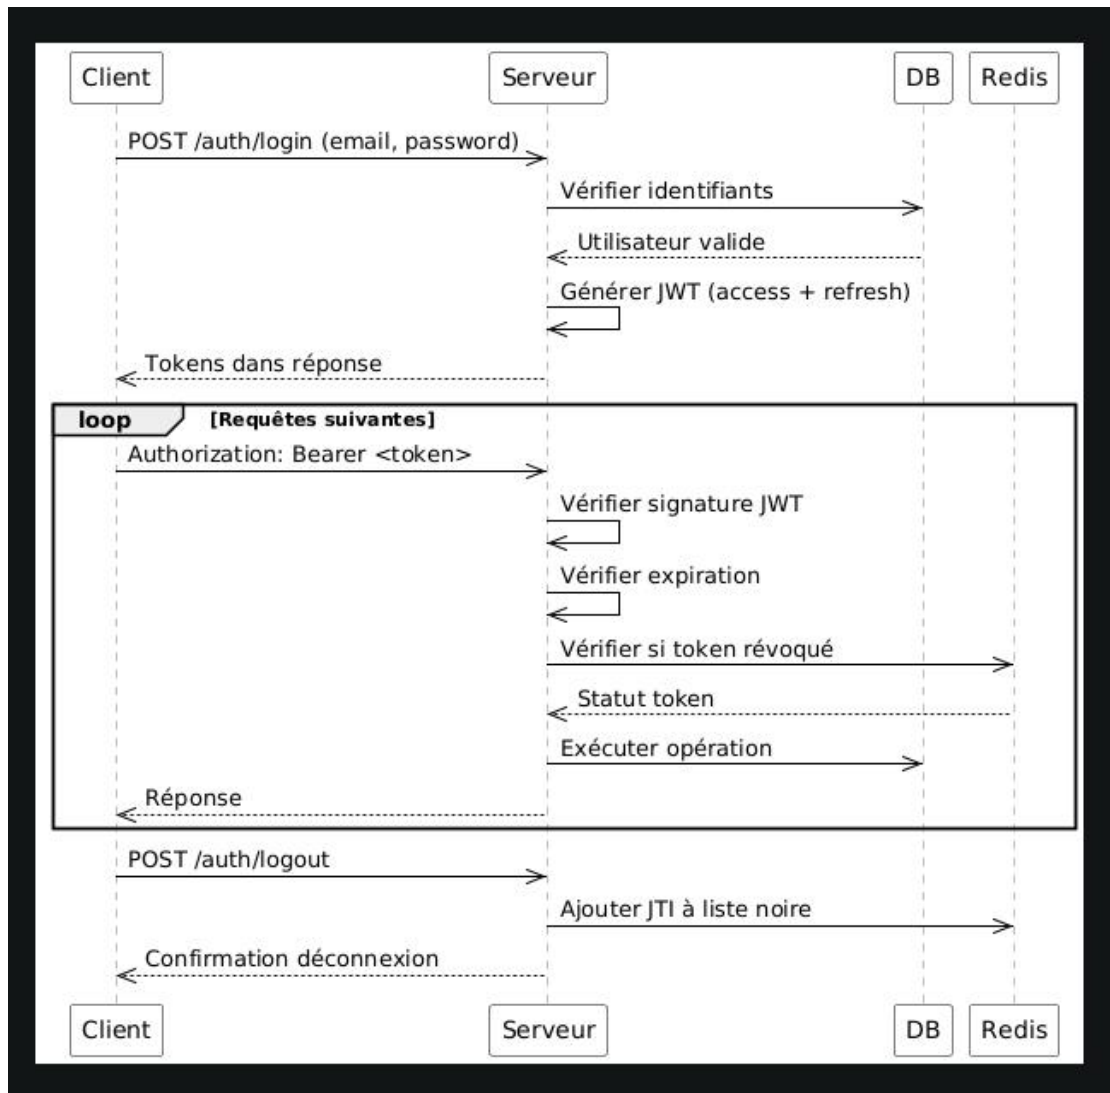 Client Serveur DB Redis
POST /auth/login (email, password)
Vérifier identifiants
Utilisateur valide
Générer JWT (access + refresh)
Tokens dans réponse
loop [Requêtes suivantes]
Authorization: Bearer <token>
Vérifier signature JWT
Vérifier expiration
Vérifier si token révoqué
Statut token
Exécuter opération
Réponse
POST /auth/logout
Ajouter JTI à liste noire
Confirmation déconnexion
Client Serveur DB Redis